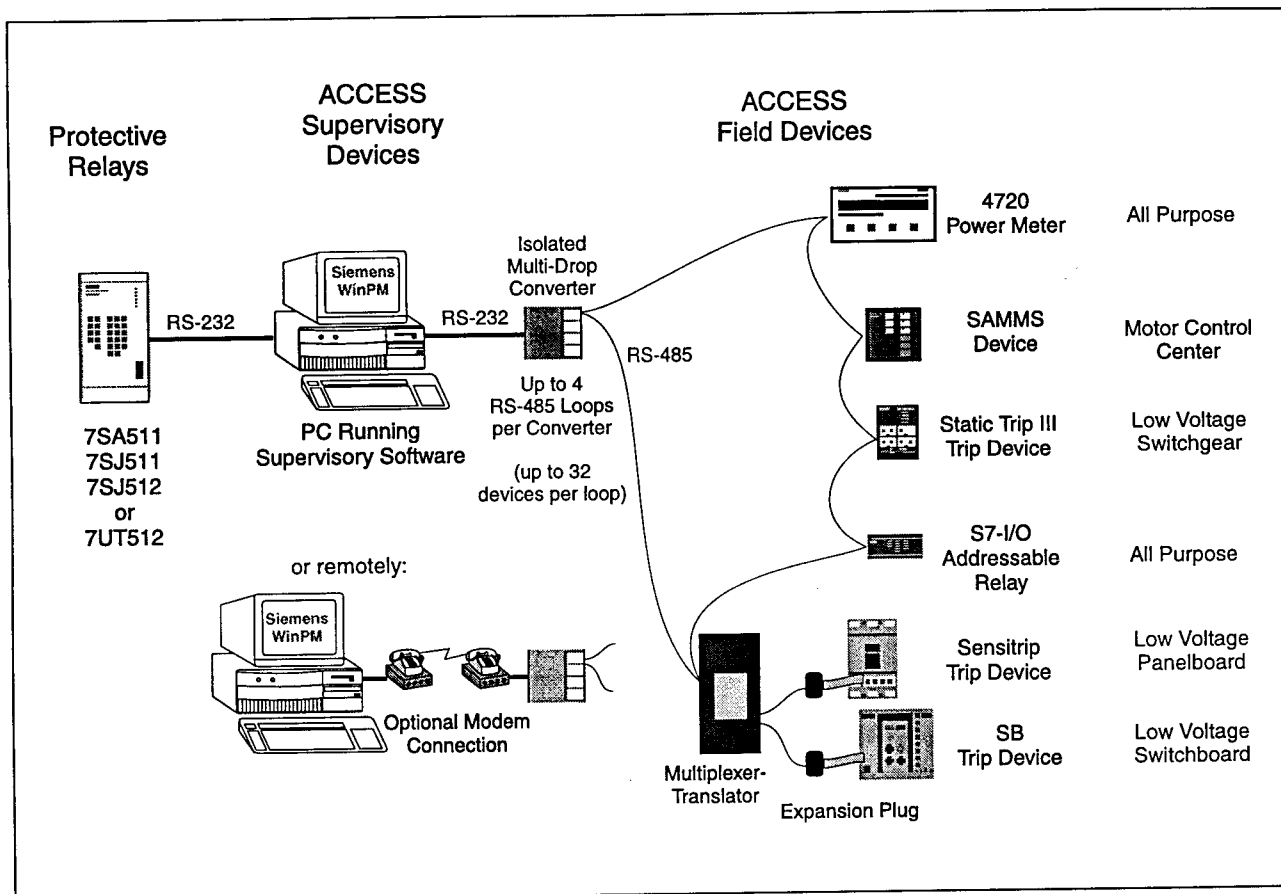 Protective
Relays
ACCESS
Supervisory
Devices
ACCESS
Field Devices
Siemens
WinPM
RS-232
RS-232
Isolated
Multi-Drop
Converter
RS-485
Up to 4
RS-485 Loops
per Converter
(up to 32
devices per loop)
PC Running
Supervisory Software
7SA511
7SJ511
7SJ512
or
7UT512
or remotely:
Siemens
WinPM
Optional Modem
Connection
4720
Power Meter
All Purpose
SAMMS
Device
Motor Control
Center
Static Trip III
Trip Device
Low Voltage
Switchgear
S7-I/O
Addressable
Relay
All Purpose
Sensitrip
Trip Device
Low Voltage
Panelboard
SB
Trip Device
Low Voltage
Switchboard
Multiplexer-
Translator
Expansion Plug